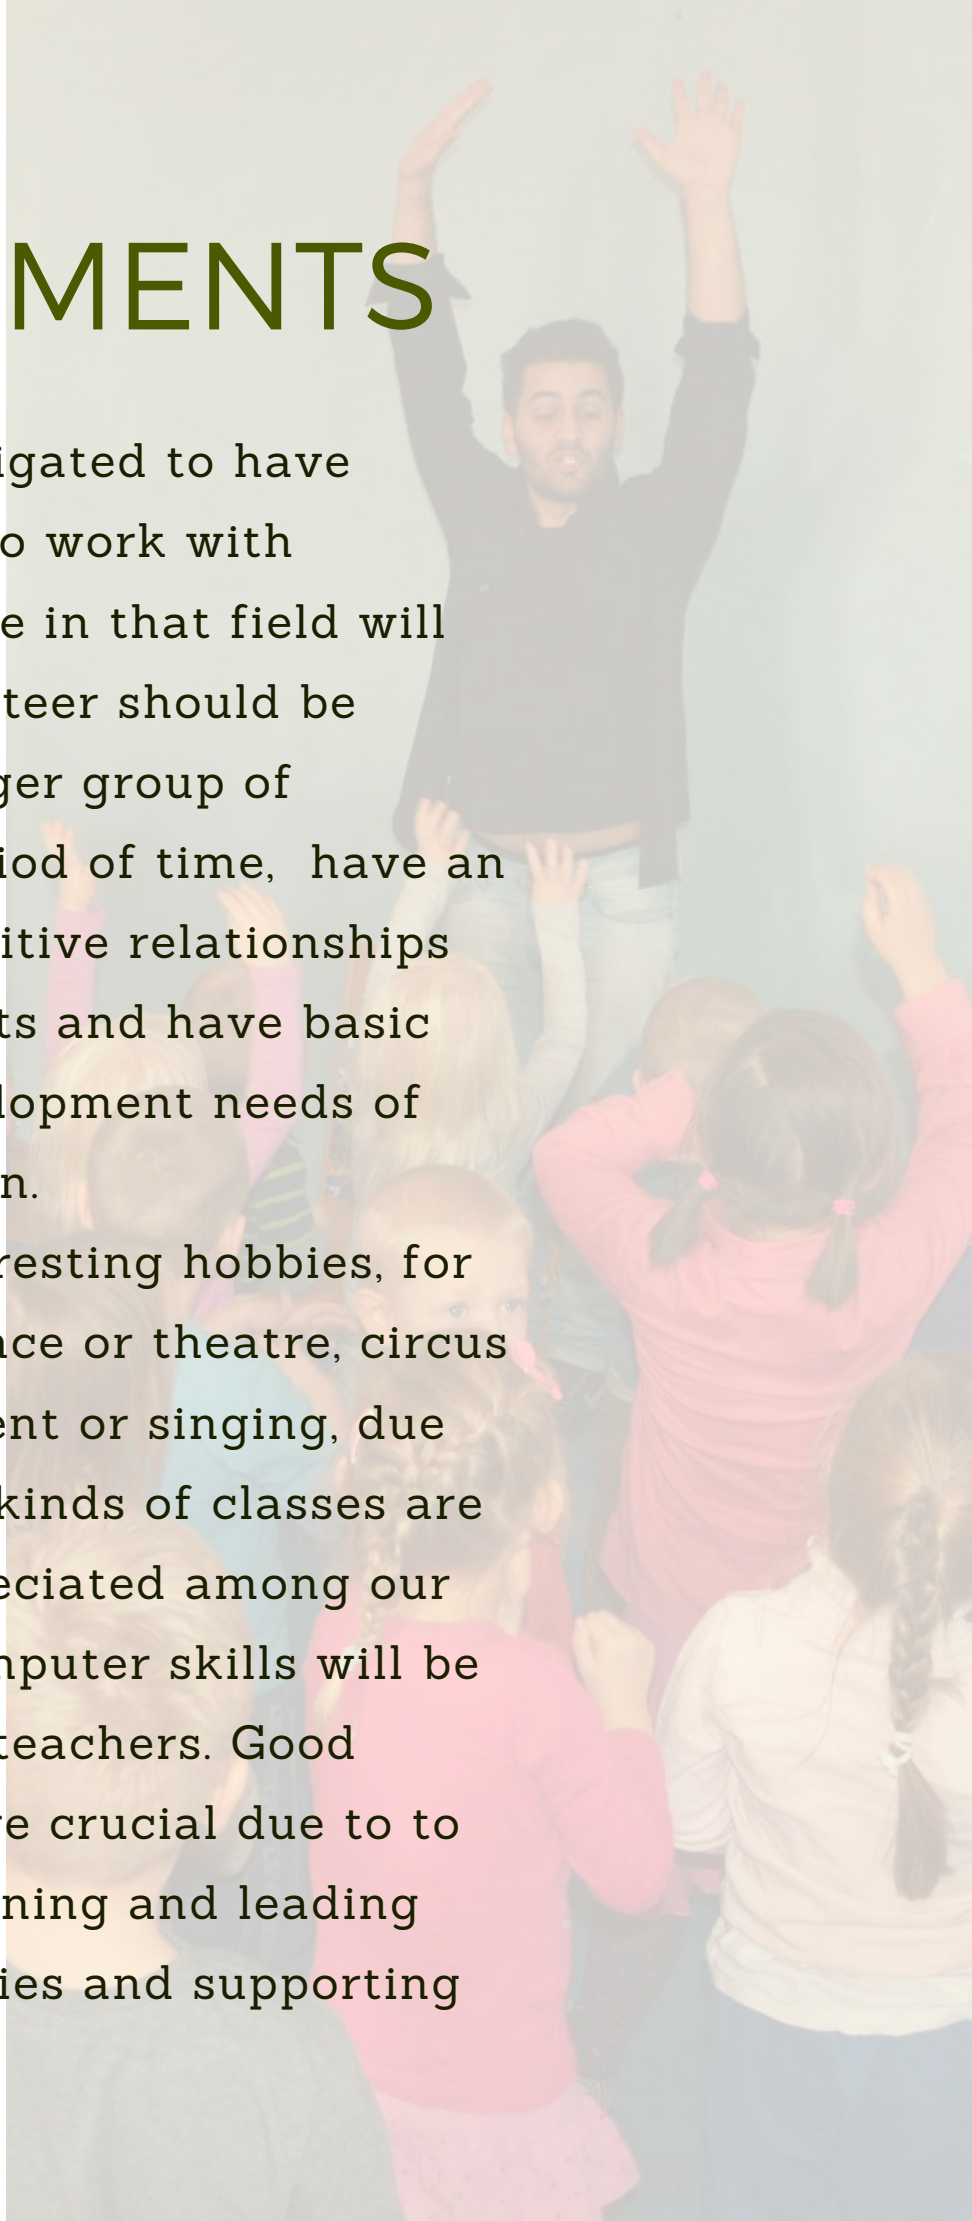 MENTS
igated to have
o work with
e in that field will
teer should be
ger group of
iod of time, have an
itive relationships
ts and have basic
lopment needs of
n.
resting hobbies, for
nce or theatre, circus
ent or singing, due
kinds of classes are
eciated among our
mputer skills will be
teachers. Good
re crucial due to to
ning and leading
ies and supporting